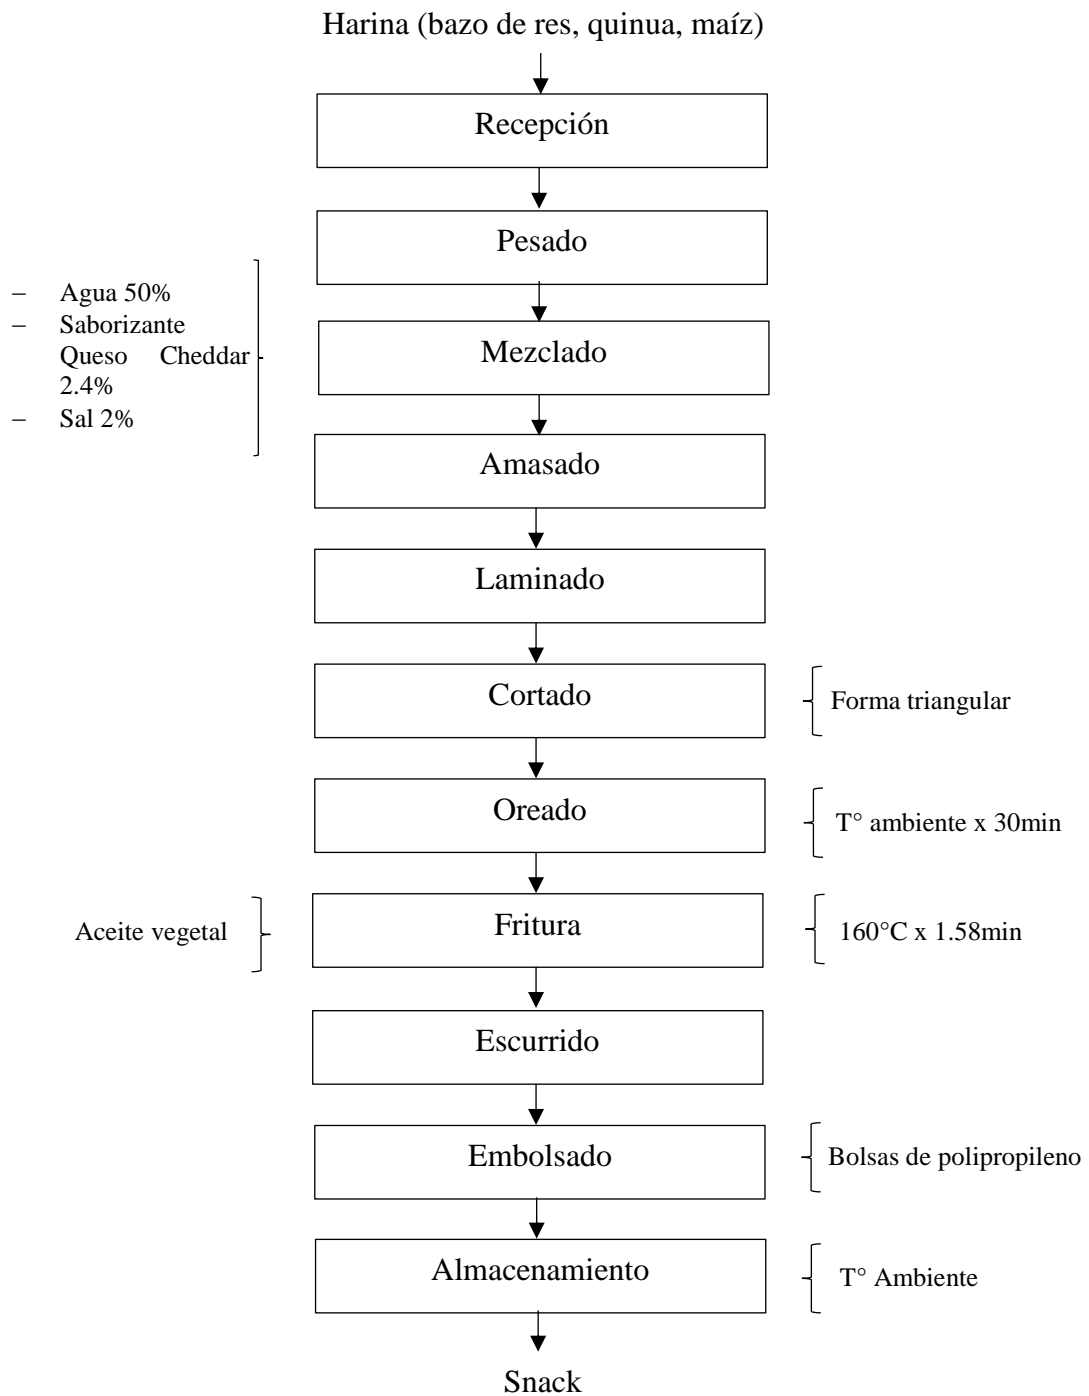 Harina (bazo de res, quinua, maíz)
Recepción
Pesado
– Agua 50%
– Saborizante
Queso Cheddar
2.4%
– Sal 2%
Mezclado
Amasado
Laminado
Cortado
Forma triangular
Oreado
T° ambiente x 30min
Aceite vegetal
Fritura
160°C x 1.58min
Escurrido
Embolsado
Bolsas de polipropileno
Almacenamiento
T° Ambiente
Snack